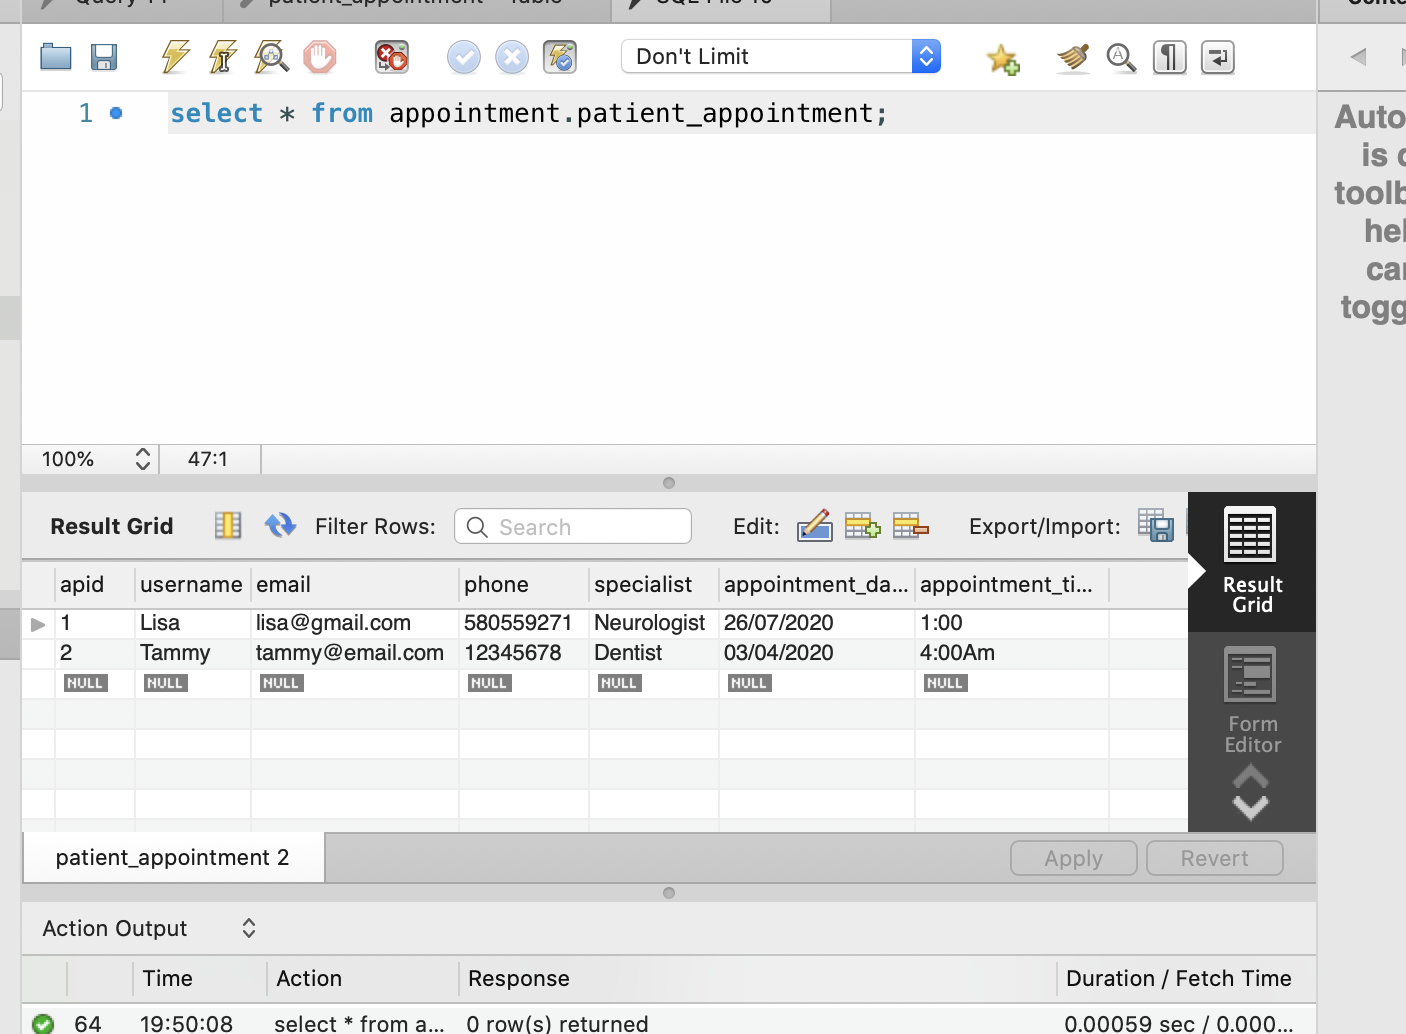 Don't Limit
1 select * from appointment.patient_appointment;
100% 47:1
Result Grid Filter Rows: Search Edit: Export/Import:
Result
Grid
Form
Editor
apid username email phone specialist appointment_da... appointment_ti...
1 Lisa lisa@gmail.com 580559271 Neurologist 26/07/2020 1:00
2 Tammy tammy@email.com 12345678 Dentist 03/04/2020 4:00Am
NULL NULL NULL NULL NULL NULL NULL
patient_appointment 2 Apply Revert
Action Output
Time Action Response Duration / Fetch Time
64 19:50:08 select * from a... 0 row(s) returned 0.00059 sec / 0.000...
Auto
is
toolb
hel
can
togg